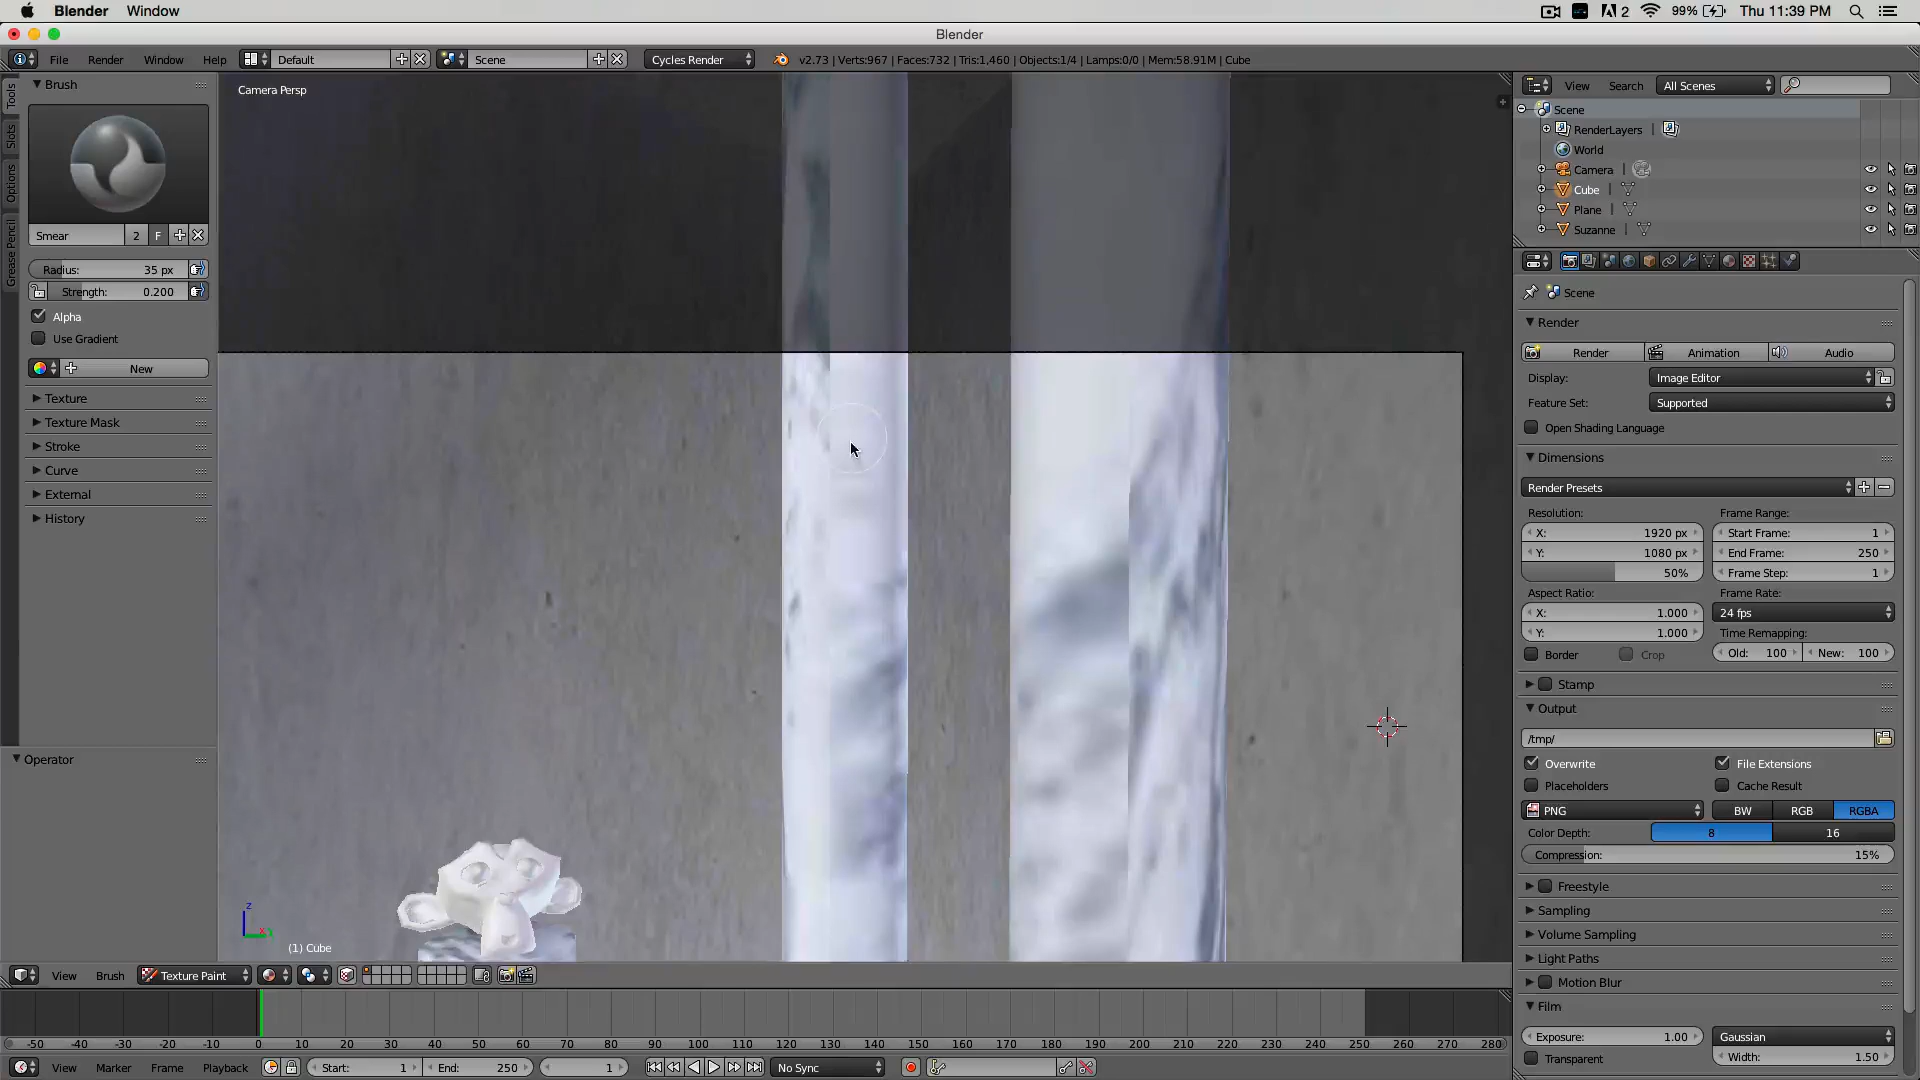 Blender Window 2 99% Thu 11:39 PM
Blender
File Render Window Help Default Scene Cycles Render v2.73 | Verts:967 | Faces:732 | Tris:1,460 | Objects:1/4 | Lamps:0/0 | Mem:58.91M | Cube
Tools
Slots
Options
Grease Pencil
Brush
Smear 2 F
Radius: 35 px
Strength: 0.200
Alpha
Use Gradient
New
Texture
Texture Mask
Stroke
Curve
External
History
Operator
Camera Persp
z
x
(1) Cube
View Brush Texture Paint
View Search All Scenes
Scene
RenderLayers
World
Camera
Cube
Plane
Suzanne
Scene
Render
Render Animation Audio
Display: Image Editor
Feature Set: Supported
Open Shading Language
Dimensions
Render Presets
Resolution: Frame Range:
X: 1920 px Start Frame: 1
Y: 1080 px End Frame: 250
50% Frame Step: 1
Aspect Ratio: Frame Rate:
X: 1.000 24 fps
Y: 1.000 Time Remapping:
Border Crop Old: 100 New: 100
Stamp
Output
/tmp/
Overwrite File Extensions
Placeholders Cache Result
PNG BW RGB RGBA
Color Depth: 8 16
Compression: 15%
Freestyle
Sampling
Volume Sampling
Light Paths
Motion Blur
Film
Exposure: 1.00 Gaussian
Transparent Width: 1.50
-50 -40 -30 -20 -10 0 10 20 30 40 50 60 70 80 90 100 110 120 130 140 150 160 170 180 190 200 210 220 230 240 250 260 270 280
View Marker Frame Playback Start: 1 End: 250 1 No Sync